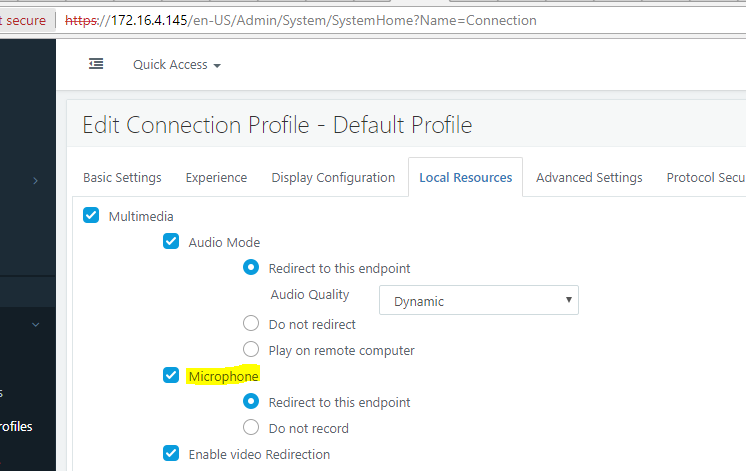 t secure https://172.16.4.145/en-US/Admin/System/SystemHome?Name=Connection
Quick Access
Edit Connection Profile - Default Profile
Basic Settings Experience Display Configuration Local Resources Advanced Settings Protocol Secu
Multimedia
Audio Mode
Redirect to this endpoint
Audio Quality Dynamic
Do not redirect
Play on remote computer
Microphone
s
Redirect to this endpoint
rofiles Do not record
Enable video Redirection